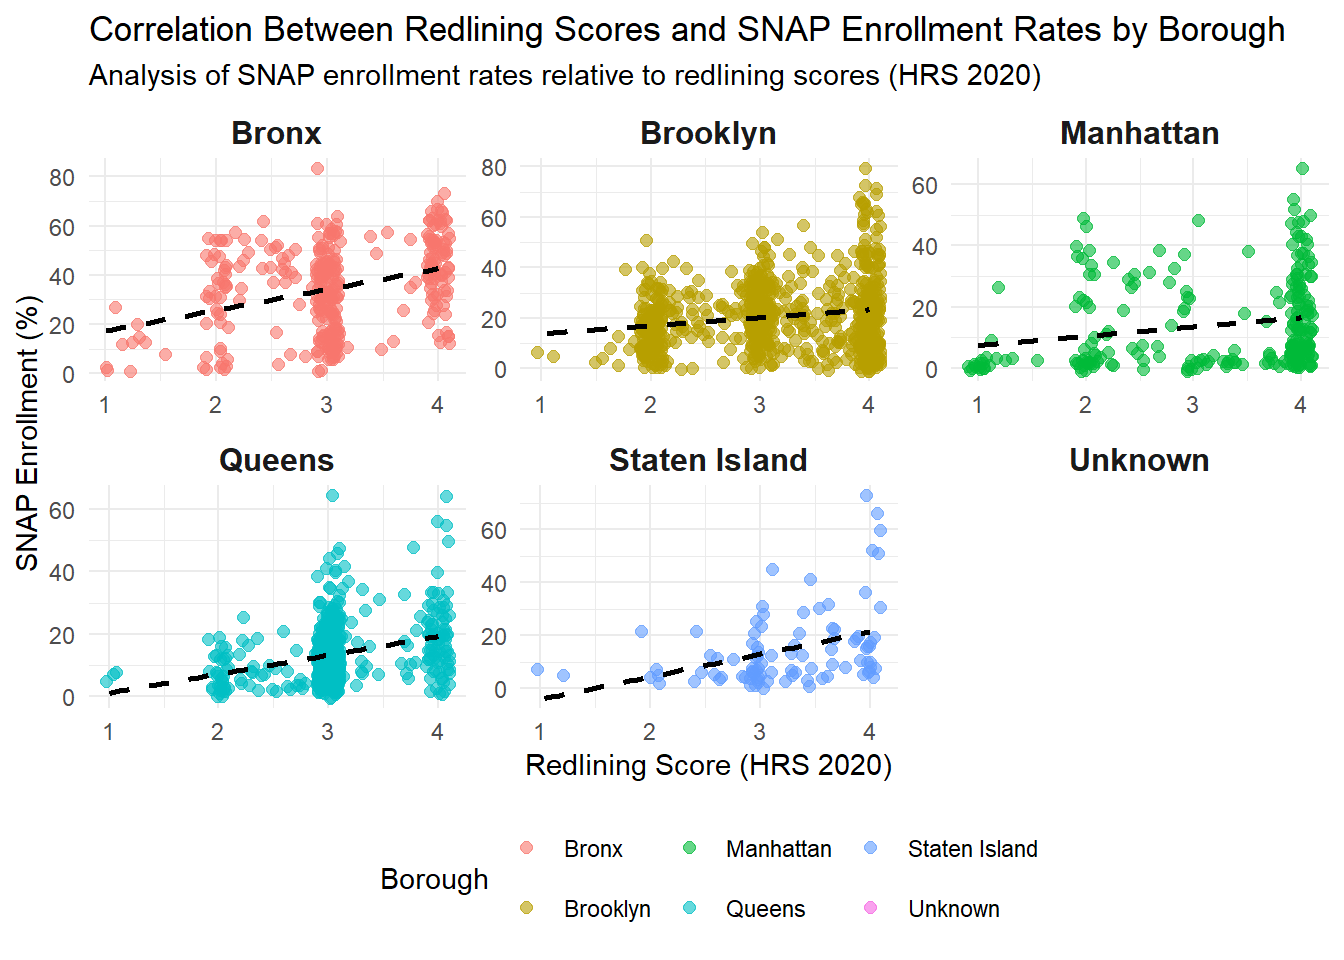 Correlation Between Redlining Scores and SNAP Enrollment Rates by Borough
Analysis of SNAP enrollment rates relative to redlining scores (HRS 2020)
Bronx
Brooklyn
Manhattan
80
60
40
20
0
1 2 3 4
80
60
40
20
0
1 2 3 4
60
40
20
0
1 2 3 4
SNAP Enrollment (%)
Queens
Staten Island
Unknown
60
40
20
0
1 2 3 4
60
40
20
0
1 2 3 4
Redlining Score (HRS 2020)
Borough
Bronx
Manhattan
Staten Island
Brooklyn
Queens
Unknown